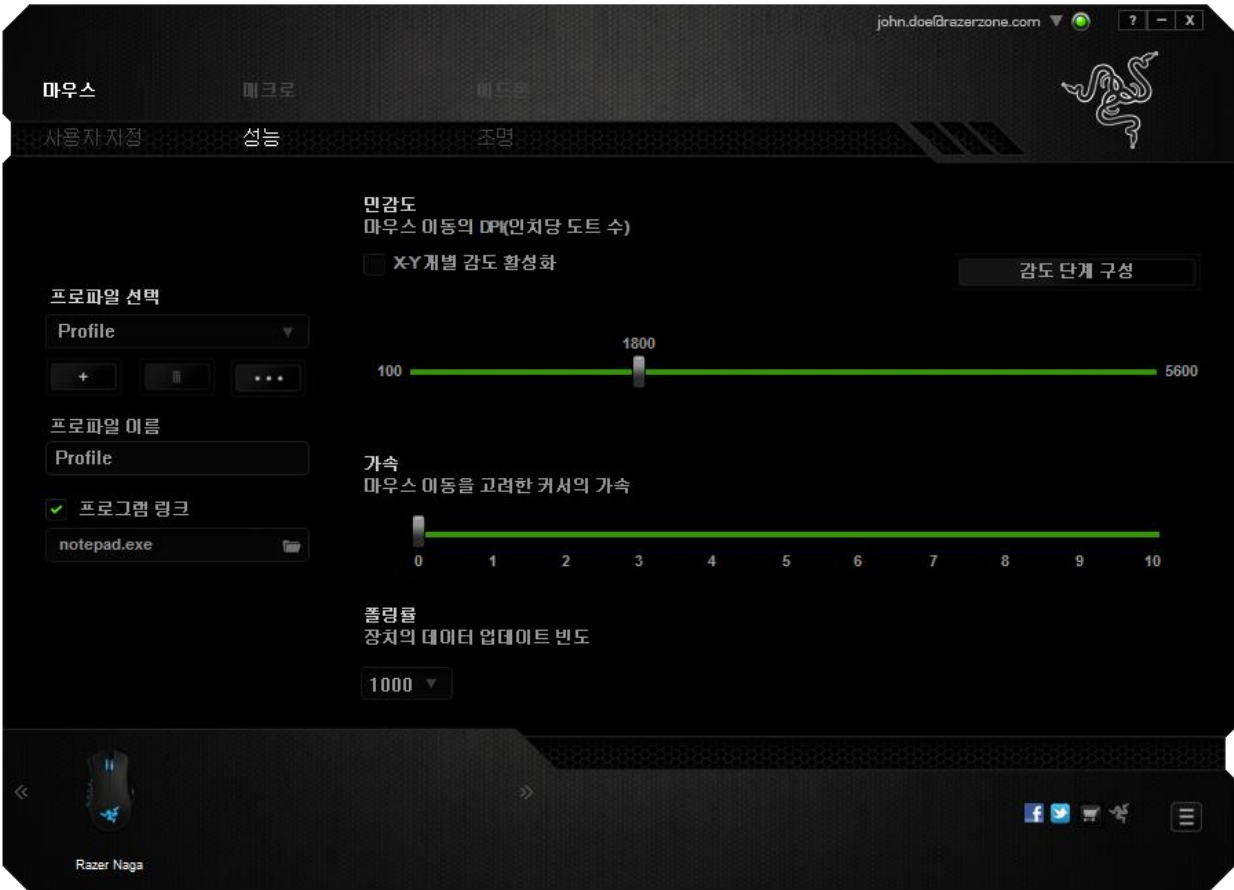 john.doe@razerzone.com
? – X
마우스 매크로 애드온
사용자 지정 성능 조명
민감도
마우스 이동의 DPI(인치당 도트 수)
X-Y 개별 감도 활성화
감도 단계 구성
프로파일 선택
Profile
1800
100
5600
+
프로파일 이름
Profile
가속
마우스 이동을 고려한 커서의 가속
프로그램 링크
notepad.exe
0 1 2 3 4 5 6 7 8 9 10
폴링률
장치의 데이터 업데이트 빈도
1000
Razer Naga